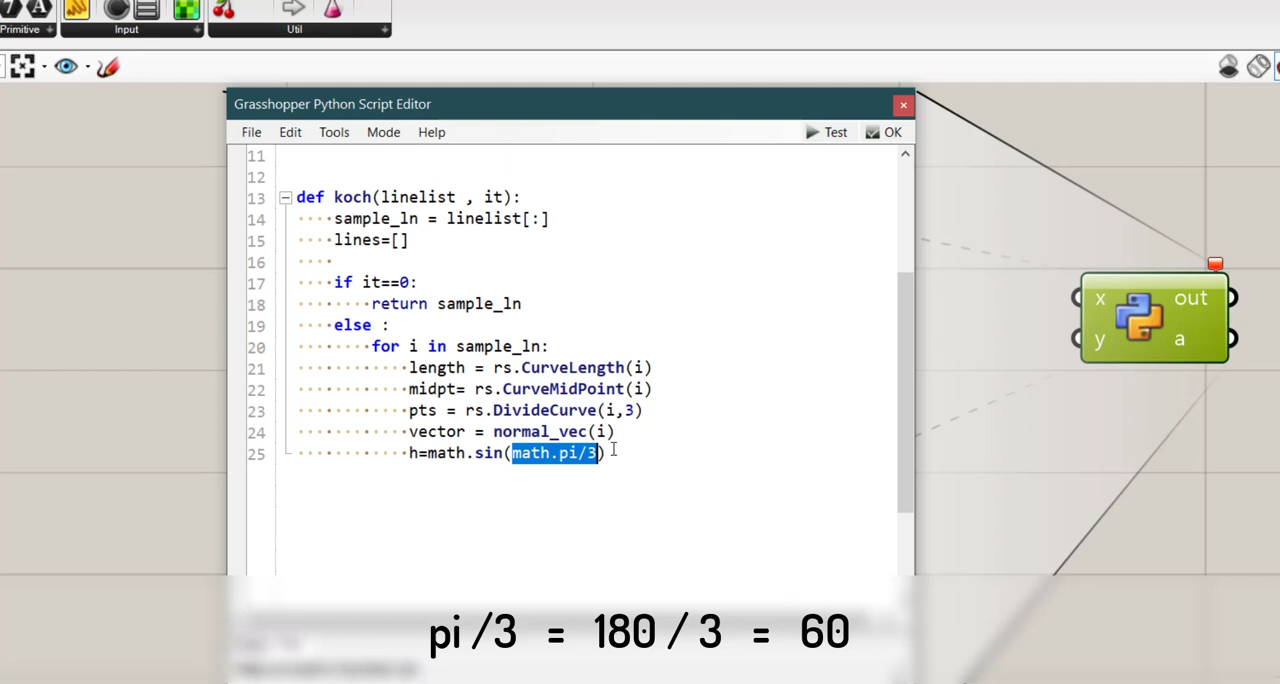 7 A
Primitive + Input + Util +
Grasshopper Python Script Editor ×
File Edit Tools Mode Help Test OK
11
12
13 def koch(linelist , it):
14 sample_ln = linelist[:]
15 lines=[]
16
17 if it==0:
18 return sample_ln
19 else :
20 for i in sample_ln:
21 length = rs.CurveLength(i)
22 midpt= rs.CurveMidPoint(i)
23 pts = rs.DivideCurve(i,3)
24 vector = normal_vec(i)
25 h=math.sin(math.pi/3)
x out
y a
pi /3 = 180 / 3 = 60